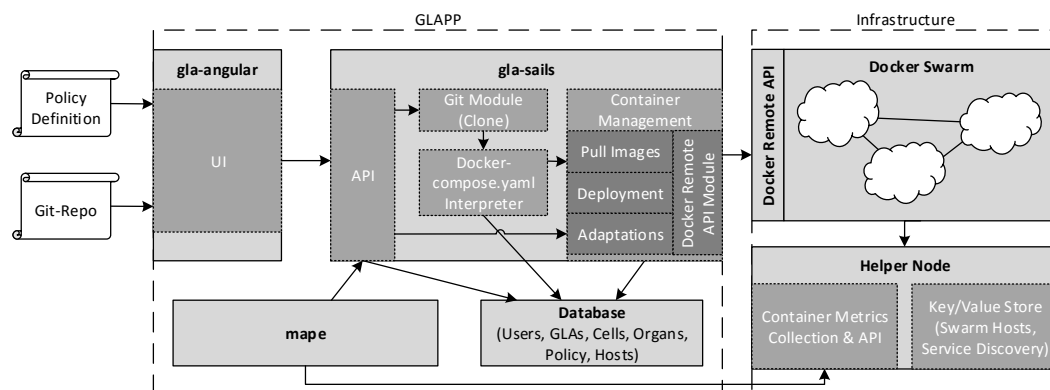 GLAPP
Infrastructure
Policy
Definition
Git-Repo
gla-angular
UI
gla-sails
API
Git Module
(Clone)
Docker-
compose.yaml
Interpreter
Container
Management
Pull Images
Deployment
Adaptations
Docker Remote
API Module
Docker Remote API
Docker Swarm
mape
Database
(Users, GLAs, Cells, Organs,
Policy, Hosts)
Helper Node
Container Metrics
Collection & API
Key/Value Store
(Swarm Hosts,
Service Discovery)